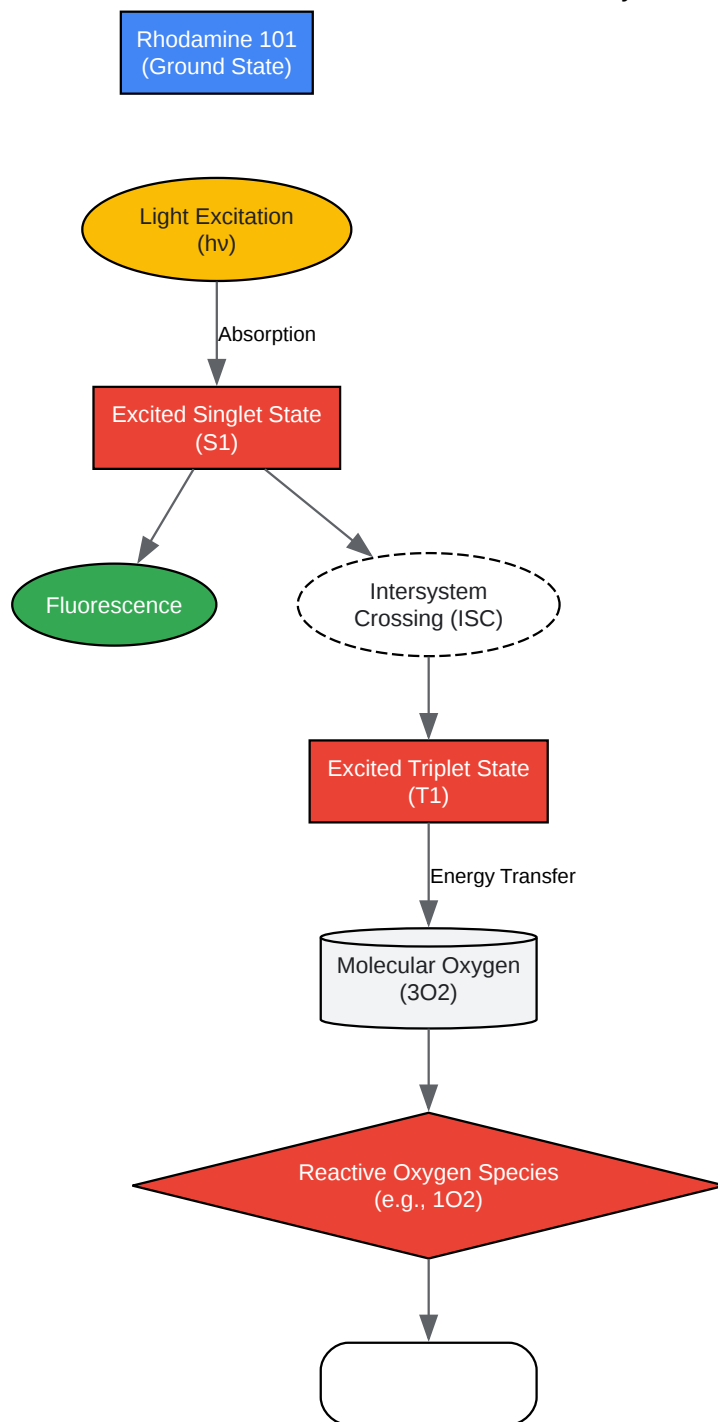 Rhodamine 101
(Ground State)
Light Excitation
(hν)
Absorption
Excited Singlet State
(S1)
Fluorescence
Intersystem
Crossing (ISC)
Excited Triplet State
(T1)
Energy Transfer
Molecular Oxygen
(3O2)
Reactive Oxygen Species
(e.g., 1O2)